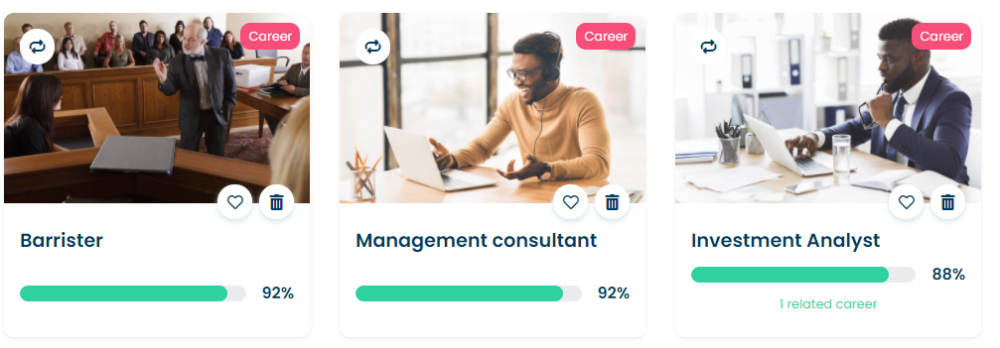 Career
Career
Career
Barrister
Management consultant
Investment Analyst
92%
92%
88%
1 related career